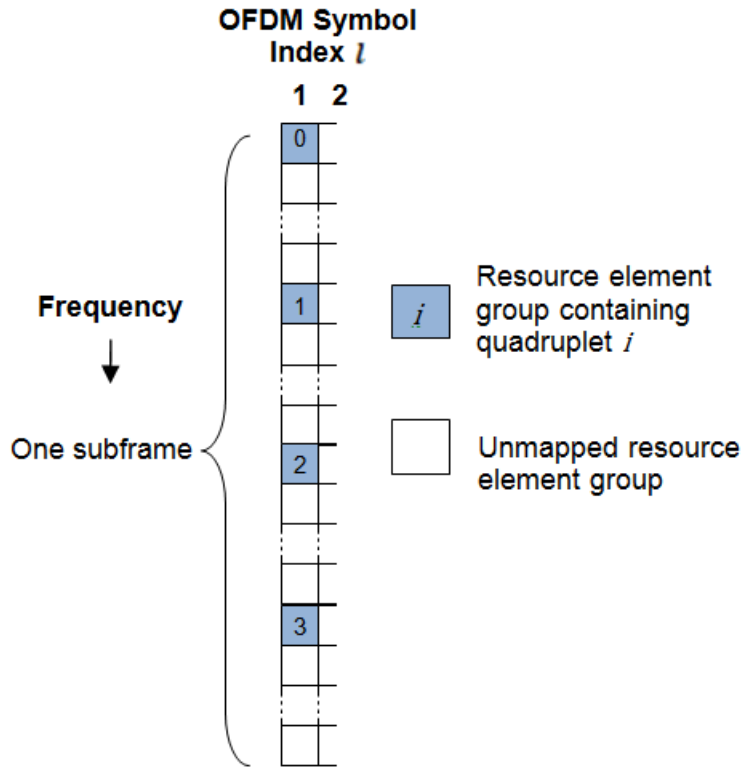 OFDM Symbol
Index l
1 2
0
1
2
3
Frequency
One subframe
i
Resource element
group containing
quadruplet i
Unmapped resource
element group